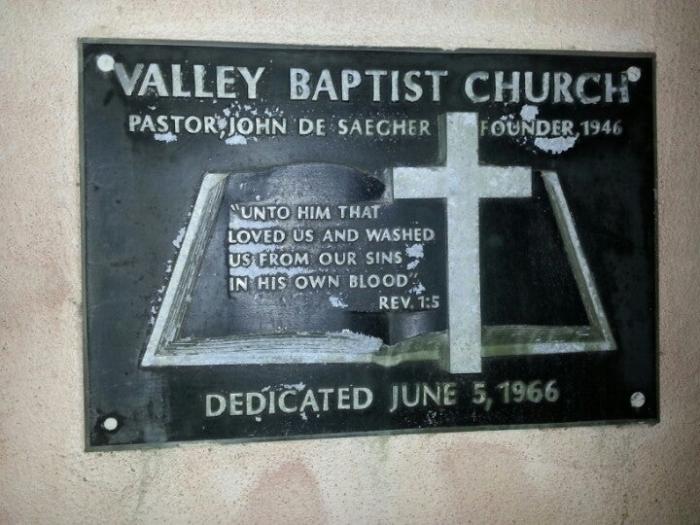 VALLEY BAPTIST CHURCH
PASTOR, JOHN DE SAEGHER FOUNDER, 1946
"UNTO HIM THAT
LOVED US AND WASHED
US FROM OUR SINS
IN HIS OWN BLOOD"
REV. 1:5
DEDICATED JUNE 5, 1966